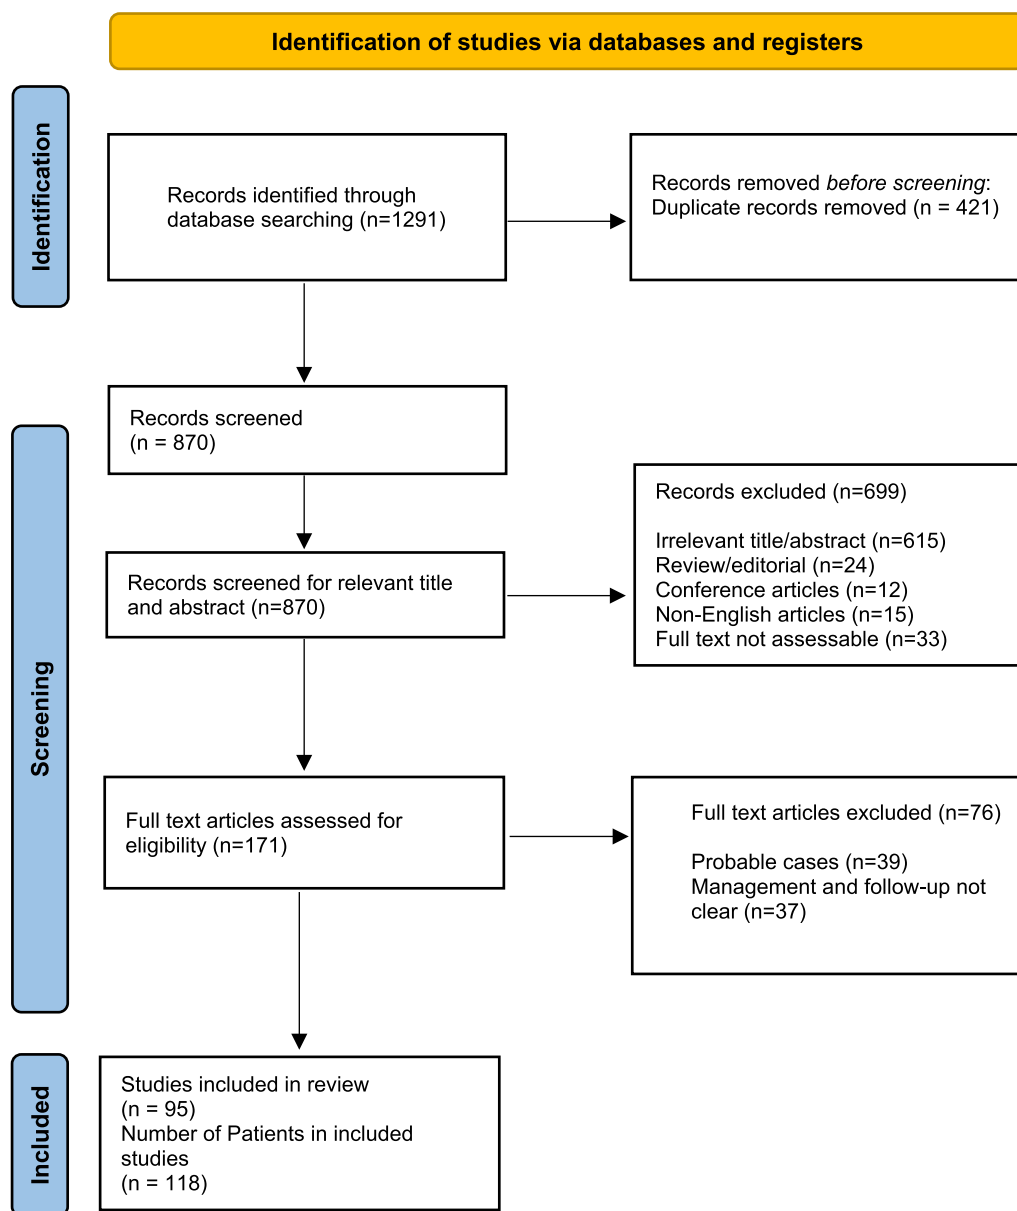 Identification of studies via databases and registers
Identification
Records identified through
database searching (n=1291)
Records removed before screening:
Duplicate records removed (n = 421)
Screening
Records screened
(n = 870)
Records screened for relevant title
and abstract (n=870)
Records excluded (n=699)
Irrelevant title/abstract (n=615)
Review/editorial (n=24)
Conference articles (n=12)
Non-English articles (n=15)
Full text not assessable (n=33)
Full text articles assessed for
eligibility (n=171)
Full text articles excluded (n=76)
Probable cases (n=39)
Management and follow-up not
clear (n=37)
Included
Studies included in review
(n = 95)
Number of Patients in included
studies
(n = 118)